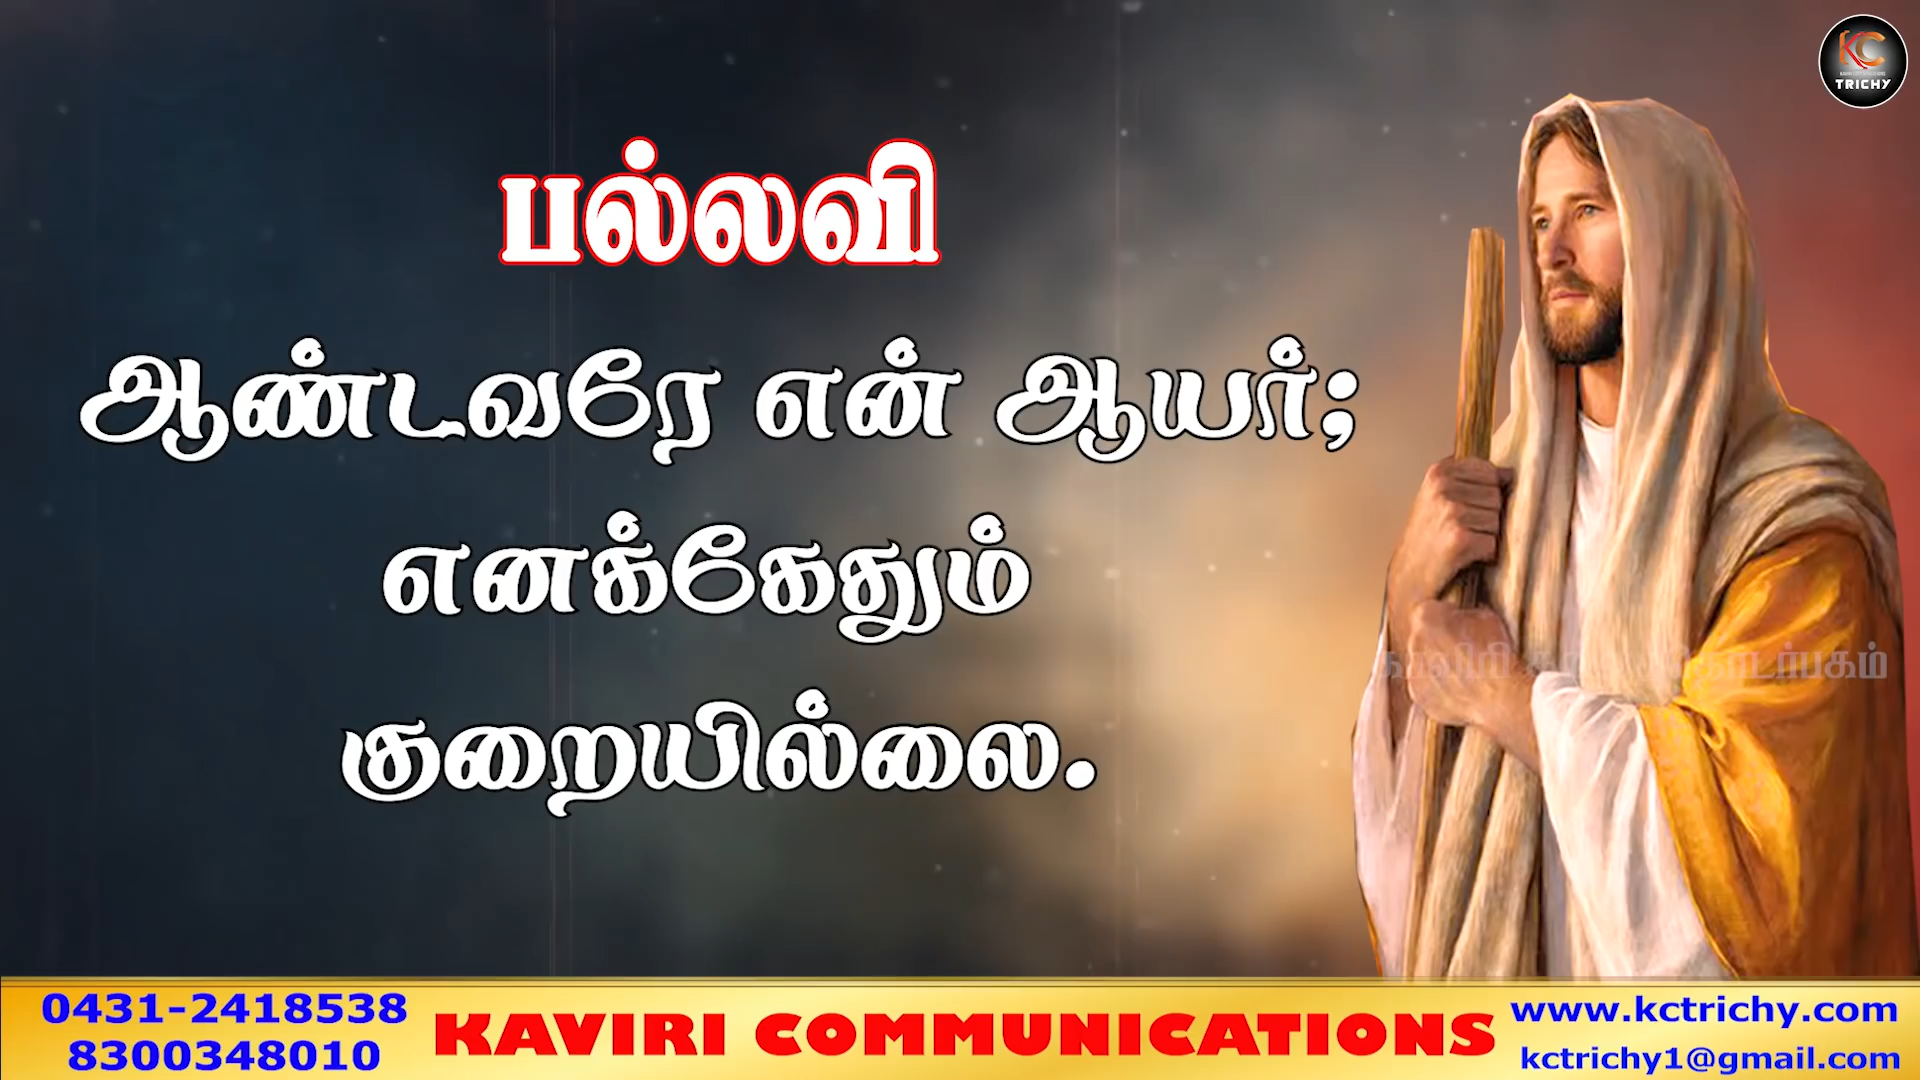 KC
TRICHY
பல்லவி
ஆண்டவரே என் ஆயர்;
எனக்கேதும்
குறையில்லை.
0431-2418538
8300348010
KAVIRI COMMUNICATIONS
www.kctrichy.com
kctrichy1@gmail.com